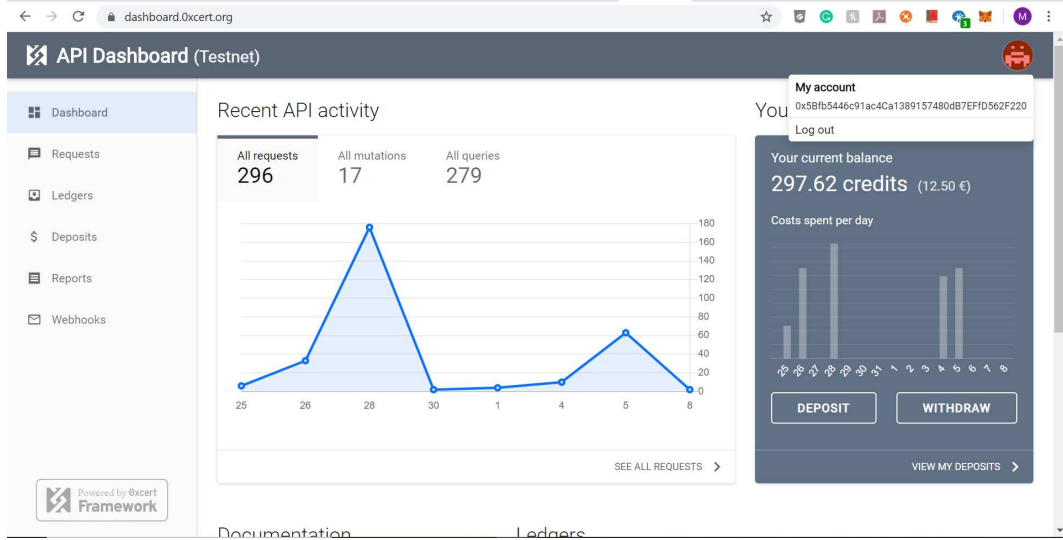 dashboard.0xcert.org
3
M
API Dashboard (Testnet)
My account
0x5Bfb5446c91ac4Ca1389157480dB7EFfD562F220
Log out
Dashboard
Requests
Ledgers
Deposits
Reports
Webhooks
Powered by 0xcert
Framework
Recent API activity
All requests
296
All mutations
17
All queries
279
180
160
140
120
100
80
60
40
20
0
25 26 28 30 1 4 5 8
SEE ALL REQUESTS
You
Your current balance
297.62 credits (12.50 €)
Costs spent per day
25 26 27 28 29 30 31 1 2 3 4 5 6 7 8
DEPOSIT
WITHDRAW
VIEW MY DEPOSITS
Documentation
Ledgers